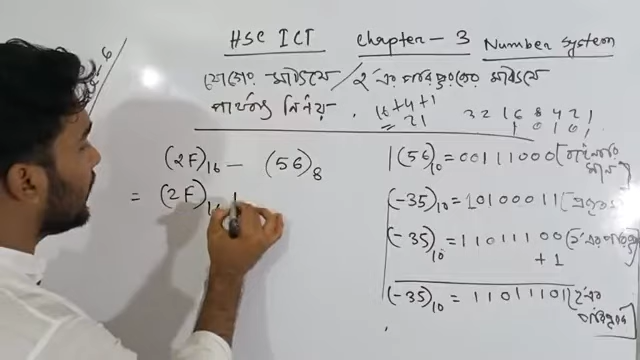 HSC ICT Chapter - 3 Number System
যোগের মাধ্যমে / ২'এর পরিপূরকের মাধ্যমে
পার্থক্য নির্ণয়.
16+4+1
= 21
32 16 8 4 2 1
1 0 1 0 1
(2F)16 - (56)8
= (2F)16 +
(56)10 = 00111000
(-35)10 = 10100011
(-35)10 = 11011100
+ 1
(-35)10 = 11011101